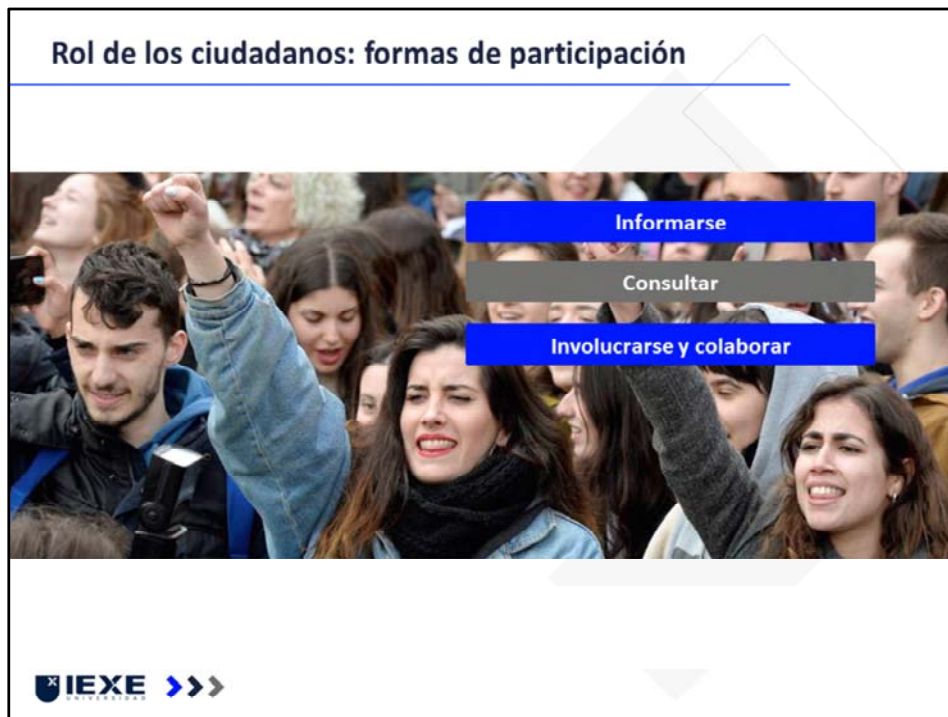 Rol de los ciudadanos: formas de participación
Informarse
Consultar
Involucrarse y colaborar
IEXE
UNIVERSIDAD